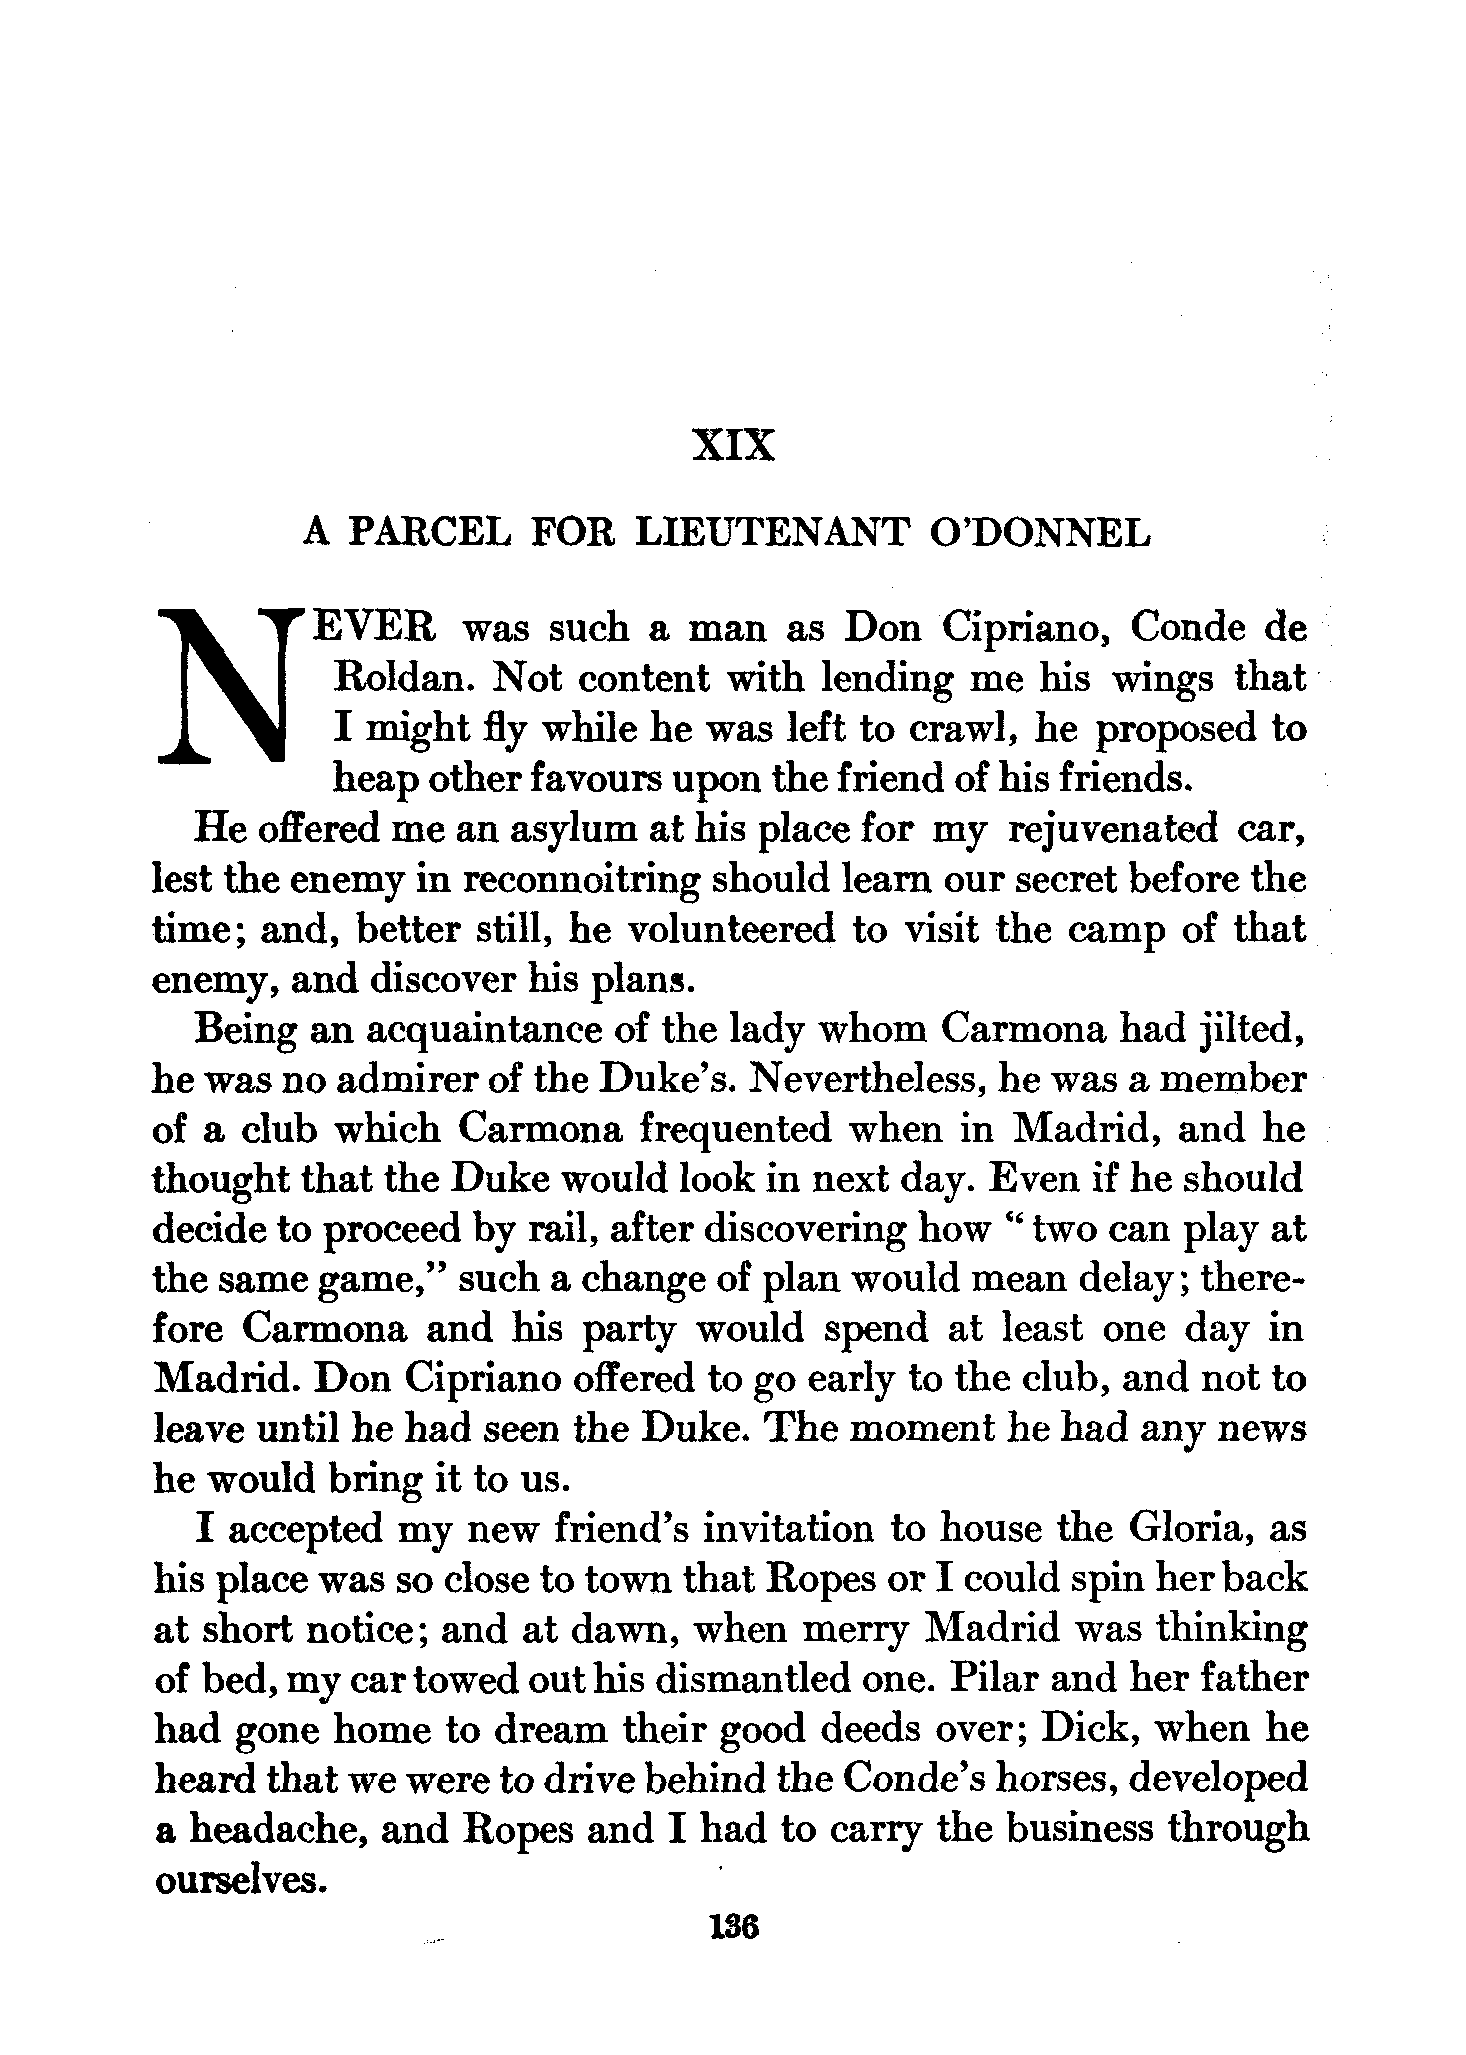 XIX
A PARCEL FOR LIEUTENANT O'DONNEL
NEVER was such a man as Don Cipriano, Conde de
Roldan. Not content with lending me his wings that
I might fly while he was left to crawl, he proposed to
heap other favours upon the friend of his friends.
He offered me an asylum at his place for my rejuvenated car,
lest the enemy in reconnoitring should learn our secret before the
time; and, better still, he volunteered to visit the camp of that
enemy, and discover his plans.
Being an acquaintance of the lady whom Carmona had jilted,
he was no admirer of the Duke's. Nevertheless, he was a member
of a club which Carmona frequented when in Madrid, and he
thought that the Duke would look in next day. Even if he should
decide to proceed by rail, after discovering how “ two can play at
the same game,” such a change of plan would mean delay; there-
fore Carmona and his party would spend at least one day in
Madrid. Don Cipriano offered to go early to the club, and not to
leave until he had seen the Duke. The moment he had any news
he would bring it to us.
I accepted my new friend's invitation to house the Gloria, as
his place was so close to town that Ropes or I could spin her back
at short notice; and at dawn, when merry Madrid was thinking
of bed, my car towed out his dismantled one. Pilar and her father
had gone home to dream their good deeds over; Dick, when he
heard that we were to drive behind the Conde's horses, developed
a headache, and Ropes and I had to carry the business through
ourselves.
136